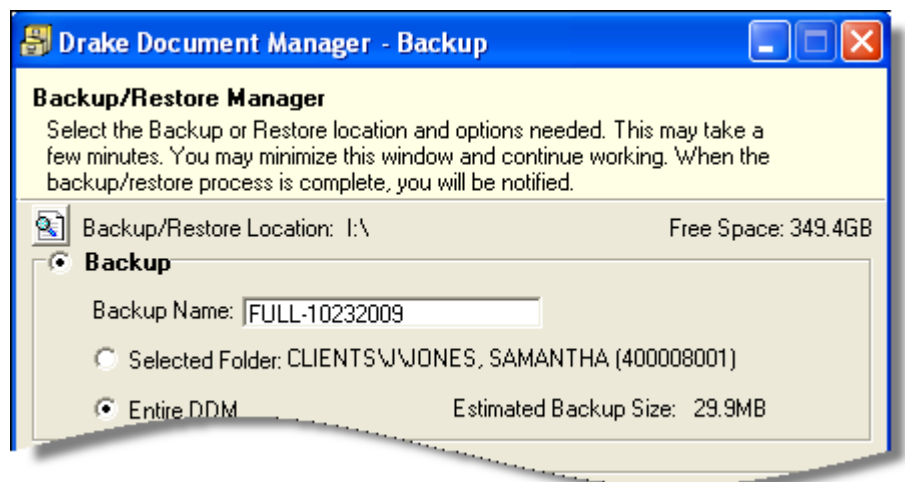 Drake Document Manager - Backup
Backup/Restore Manager
Select the Backup or Restore location and options needed. This may take a
few minutes. You may minimize this window and continue working. When the
backup/restore process is complete, you will be notified.
Backup/Restore Location: I:\ Free Space: 349.4GB
Backup
Backup Name: FULL-10232009
Selected Folder: CLIENTS\J\JONES, SAMANTHA (400008001)
Entire DDM Estimated Backup Size: 29.9MB